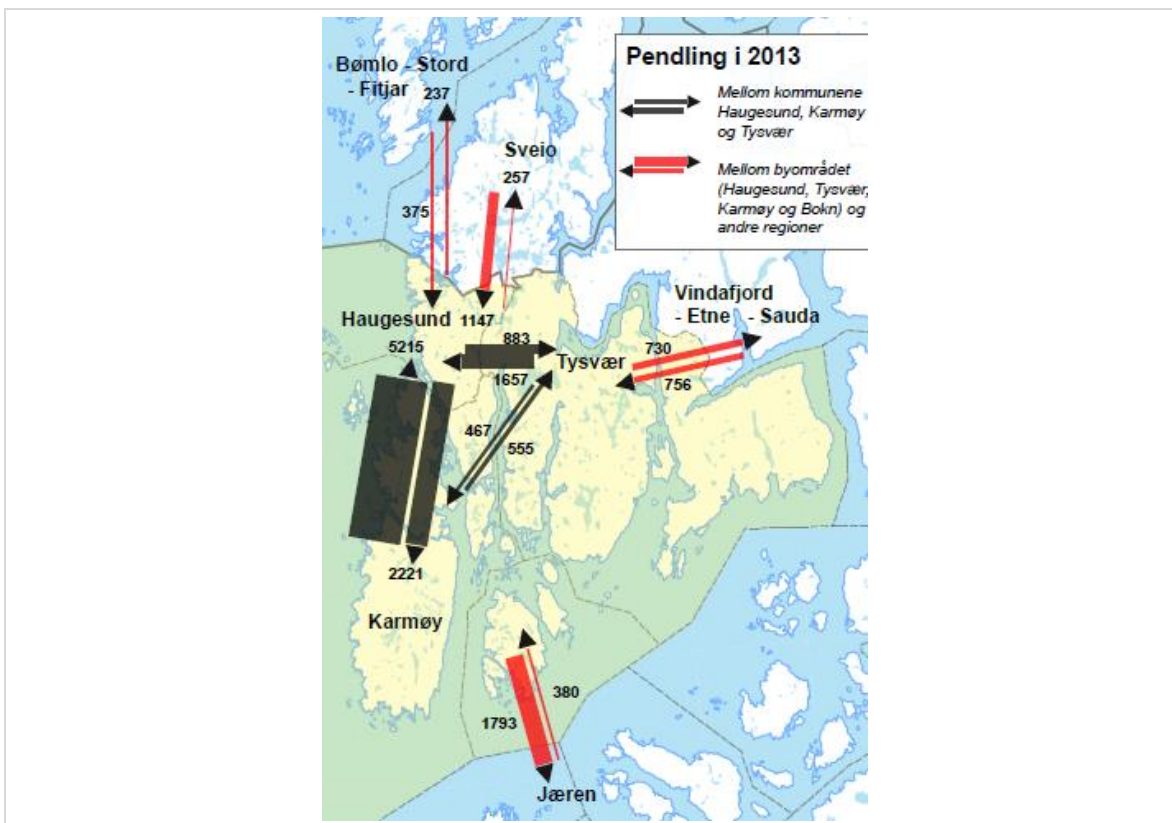 Pendling i 2013
Mellom kommunene
Haugesund, Karmøy
og Tysvær
Mellom byområdet
(Haugesund, Tysvær,
Karmøy og Bokn) og
andre regioner
Bømlo - Stord
- Fitjar
237
Sveio
257
375
Vindafjord
- Etne - Sauda
Haugesund
1147
5215
883
Tysvær
730
1657
756
467
555
2221
Karmøy
380
1793
Jæren